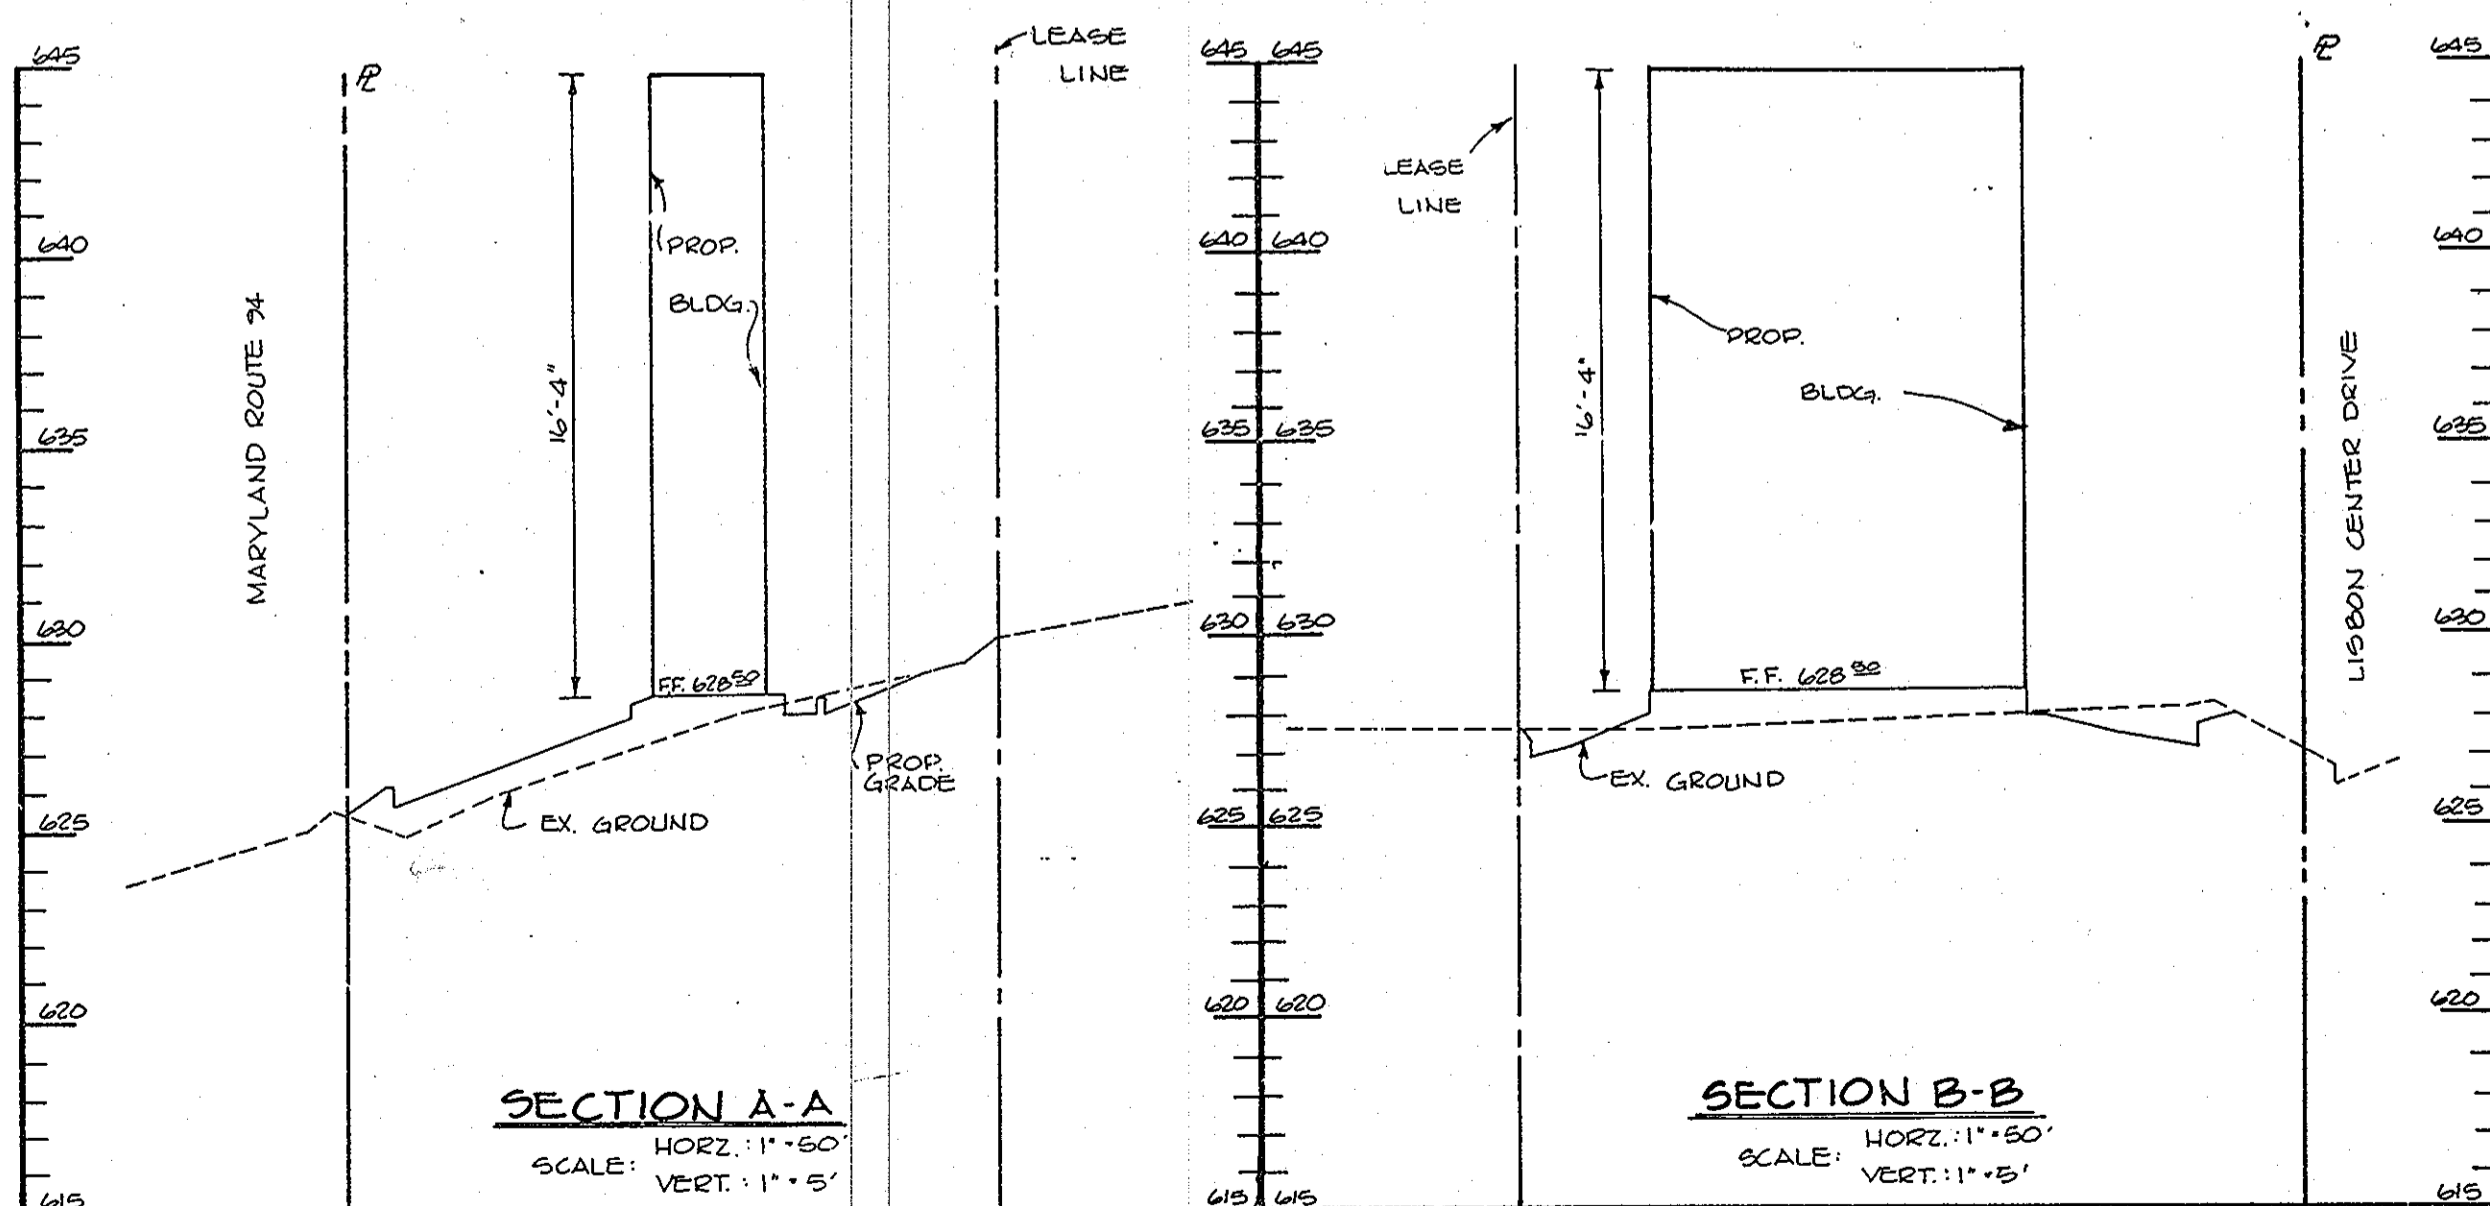 645
640
635
630
625
620
615
MARYLAND ROUTE 94
PL
16'-4"
PROP.
BLDG.
F.F. 628 50
LEASE
LINE
PROP.
GRADE
EX. GROUND
SECTION A-A
SCALE:
HORZ.: 1"=50'
VERT.: 1"=5'
645 645
640 640
635 635
630 630
625 625
620 620
615 615
LEASE
LINE
16'-4"
PROP.
BLDG.
F.F. 628 50
EX. GROUND
PL
LISBON CENTER DRIVE
SECTION B-B
SCALE:
HORZ.: 1"=50'
VERT.: 1"=5'
645
640
635
630
625
620
615